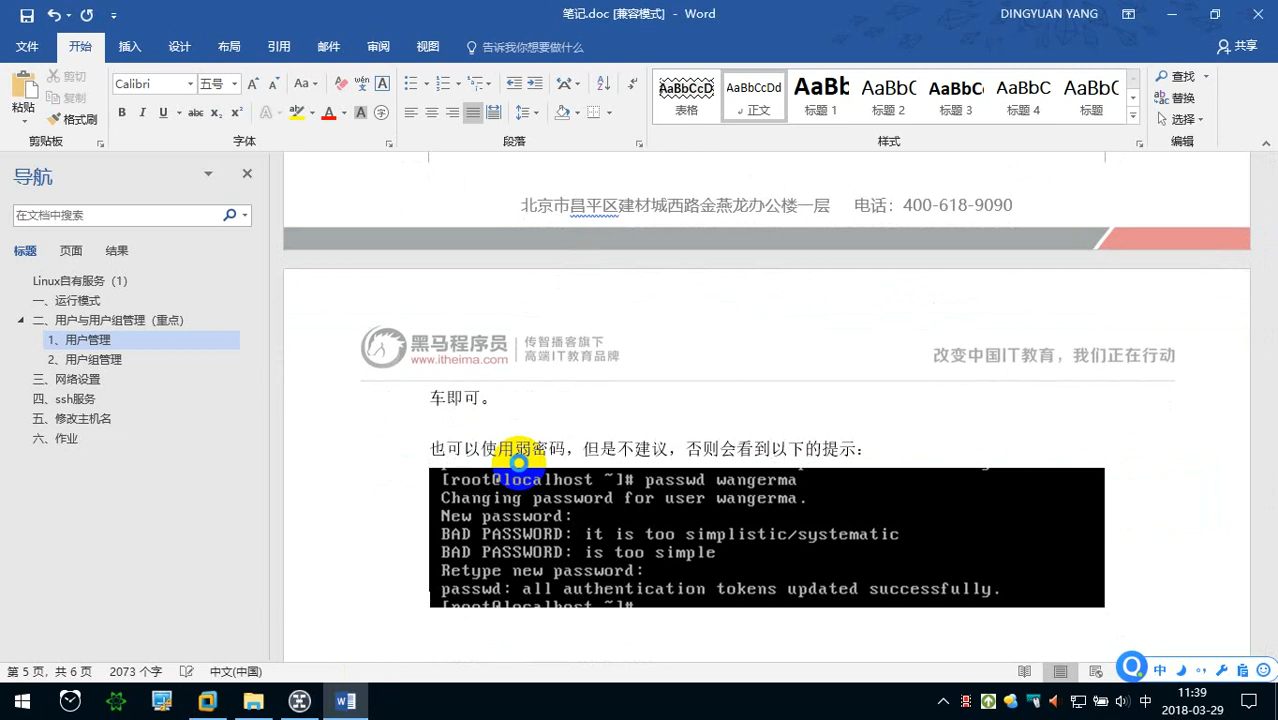 笔记.doc [兼容模式] - Word
DINGYUAN YANG
文件
开始
插入
设计
布局
引用
邮件
审阅
视图
告诉我你想要做什么
共享
粘贴
剪切
复制
格式刷
剪贴板
Calibri
五号
字体
段落
AaBbCcD
表格
AaBbCcDd
正文
AaBb
标题 1
AaBbC
标题 2
AaBbC
标题 3
AaBbC
标题 4
AaBbC
标题
样式
查找
替换
选择
编辑
导航
在文档中搜索
标题
页面
结果
Linux自有服务（1）
一、运行模式
二、用户与用户组管理（重点）
1、用户管理
2、用户组管理
三、网络设置
四、ssh服务
五、修改主机名
六、作业
北京市昌平区建材城西路金燕龙办公楼一层 电话：400-618-9090
黑马程序员
www.itheima.com
传智播客旗下
高端IT教育品牌
改变中国IT教育，我们正在行动
车即可。
也可以使用弱密码，但是不建议，否则会看到以下的提示：
[root@localhost ~]# passwd wangerma
Changing password for user wangerma.
New password:
BAD PASSWORD: it is too simplistic/systematic
BAD PASSWORD: is too simple
Retype new password:
passwd: all authentication tokens updated successfully.
[root@localhost ~]#
第 5 页，共 6 页
2073 个字
中文(中国)
中
中
11:39
2018-03-29